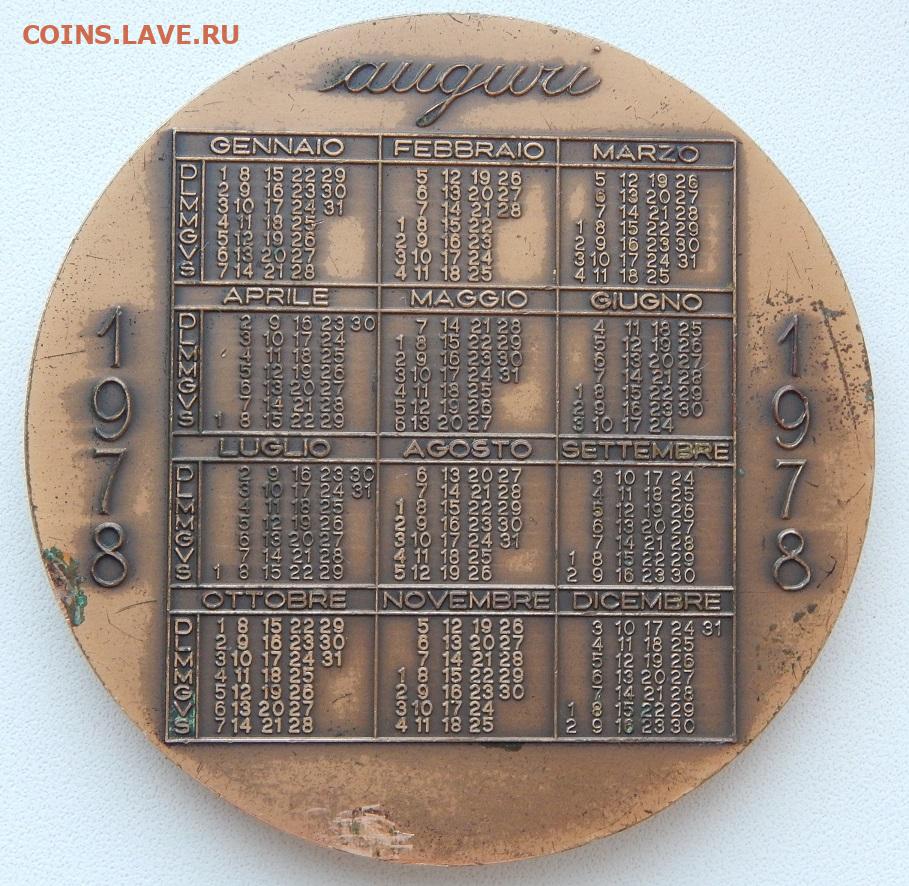 COINS.LAVE.RU
auguri
GENNAIO FEBBRAIO MARZO
D 1 8 15 22 29 5 12 19 26 5 12 19 26
L 2 9 16 23 30 6 13 20 27 6 13 20 27
M 3 10 17 24 31 7 14 21 28 7 14 21 28
M 4 11 18 25 1 8 15 22 1 8 15 22 29
G 5 12 19 26 2 9 16 23 2 9 16 23 30
V 6 13 20 27 3 10 17 24 3 10 17 24 31
S 7 14 21 28 4 11 18 25 4 11 18 25
APRILE MAGGIO GIUGNO
D 2 9 16 23 30 7 14 21 28 4 11 18 25
L 3 10 17 24 1 8 15 22 29 5 12 19 26
M 4 11 18 25 2 9 16 23 30 6 13 20 27
M 5 12 19 26 3 10 17 24 31 7 14 21 28
G 6 13 20 27 4 11 18 25 1 8 15 22 29
V 7 14 21 28 5 12 19 26 2 9 16 23 30
S 1 8 15 22 29 6 13 20 27 3 10 17 24
LUGLIO AGOSTO SETTEMBRE
D 2 9 16 23 30 6 13 20 27 3 10 17 24
L 3 10 17 24 31 7 14 21 28 4 11 18 25
M 4 11 18 25 1 8 15 22 29 5 12 19 26
M 5 12 19 26 2 9 16 23 30 6 13 20 27
G 6 13 20 27 3 10 17 24 31 7 14 21 28
V 7 14 21 28 4 11 18 25 1 8 15 22 29
S 1 8 15 22 29 5 12 19 26 2 9 16 23 30
OTTOBRE NOVEMBRE DICEMBRE
D 1 8 15 22 29 5 12 19 26 3 10 17 24 31
L 2 9 16 23 30 6 13 20 27 4 11 18 25
M 3 10 17 24 31 7 14 21 28 5 12 19 26
M 4 11 18 25 1 8 15 22 29 6 13 20 27
G 5 12 19 26 2 9 16 23 30 7 14 21 28
V 6 13 20 27 3 10 17 24 1 8 15 22 29
S 7 14 21 28 4 11 18 25 2 9 16 23 30
1978
1978